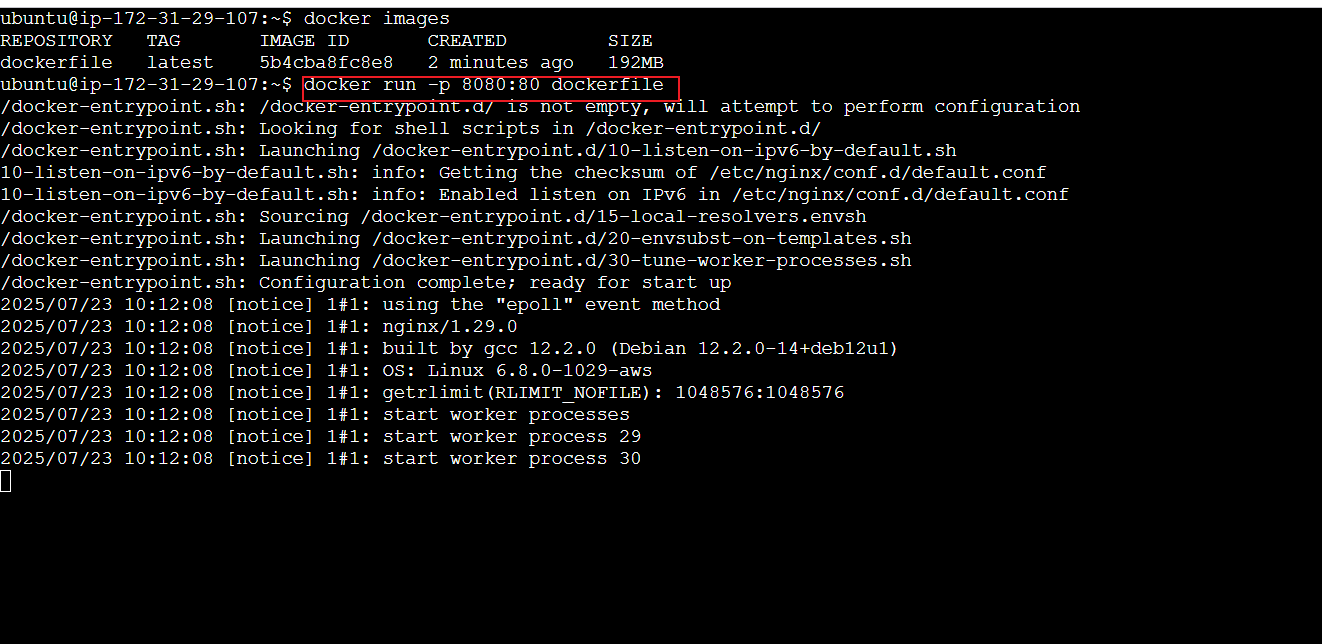 ubuntu@ip-172-31-29-107:~$ docker images
REPOSITORY   TAG       IMAGE ID       CREATED         SIZE
dockerfile   latest    5b4cba8fc8e8   2 minutes ago   192MB
ubuntu@ip-172-31-29-107:~$ docker run -p 8080:80 dockerfile
/docker-entrypoint.sh: /docker-entrypoint.d/ is not empty, will attempt to perform configuration
/docker-entrypoint.sh: Looking for shell scripts in /docker-entrypoint.d/
/docker-entrypoint.sh: Launching /docker-entrypoint.d/10-listen-on-ipv6-by-default.sh
10-listen-on-ipv6-by-default.sh: info: Getting the checksum of /etc/nginx/conf.d/default.conf
10-listen-on-ipv6-by-default.sh: info: Enabled listen on IPv6 in /etc/nginx/conf.d/default.conf
/docker-entrypoint.sh: Sourcing /docker-entrypoint.d/15-local-resolvers.envsh
/docker-entrypoint.sh: Launching /docker-entrypoint.d/20-envsubst-on-templates.sh
/docker-entrypoint.sh: Launching /docker-entrypoint.d/30-tune-worker-processes.sh
/docker-entrypoint.sh: Configuration complete; ready for start up
2025/07/23 10:12:08 [notice] 1#1: using the "epoll" event method
2025/07/23 10:12:08 [notice] 1#1: nginx/1.29.0
2025/07/23 10:12:08 [notice] 1#1: built by gcc 12.2.0 (Debian 12.2.0-14+deb12u1)
2025/07/23 10:12:08 [notice] 1#1: OS: Linux 6.8.0-1029-aws
2025/07/23 10:12:08 [notice] 1#1: getrlimit(RLIMIT_NOFILE): 1048576:1048576
2025/07/23 10:12:08 [notice] 1#1: start worker processes
2025/07/23 10:12:08 [notice] 1#1: start worker process 29
2025/07/23 10:12:08 [notice] 1#1: start worker process 30